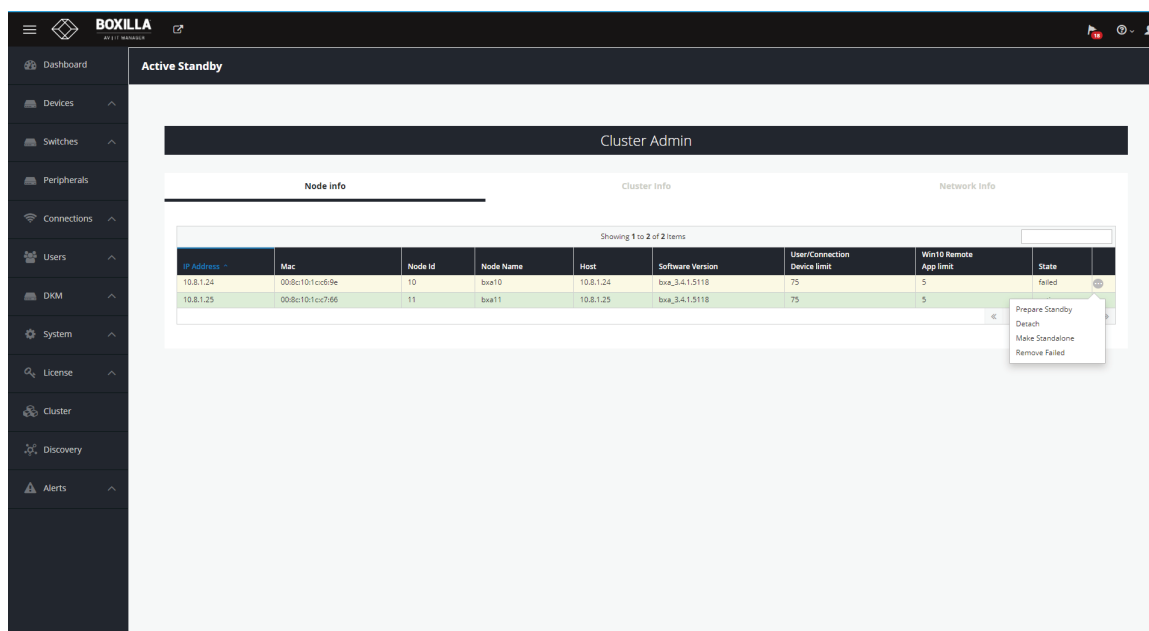 BOXILLA
AV | IT MANAGER
18
Dashboard
Active Standby
Devices
Switches
Peripherals
Connections
Users
DKM
System
License
Cluster
Discovery
Alerts
Cluster Admin
Node info Cluster Info Network Info
Showing 1 to 2 of 2 Items
IP Address Mac Node Id Node Name Host Software Version User/Connection Device limit Win10 Remote App limit State
10.8.1.24 00:8c:10:1c:c6:9e 10 bxa10 10.8.1.24 bxa_3.4.1.5118 75 5 failed
10.8.1.25 00:8c:10:1c:c7:66 11 bxa11 10.8.1.25 bxa_3.4.1.5118 75 5
Prepare Standby
Detach
Make Standalone
Remove Failed